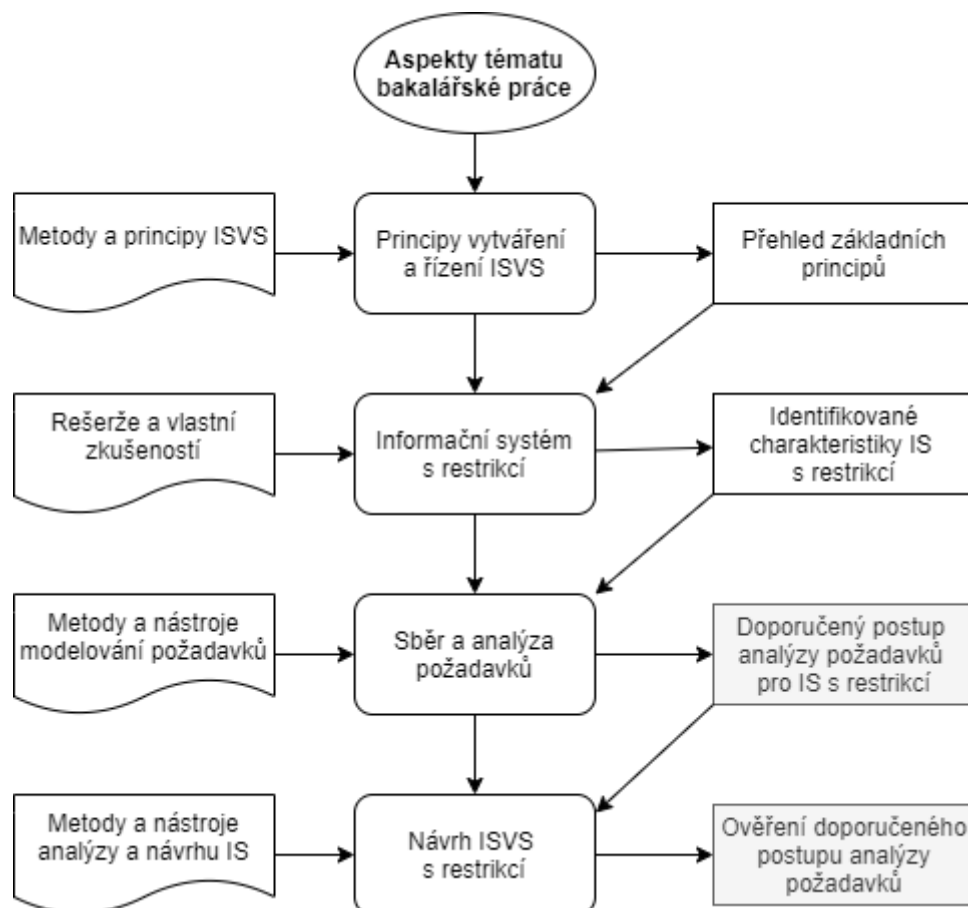 Aspekty tématu
bakalářské práce
Metody a principy ISVS
Principy vytváření
a řízení ISVS
Přehled základních
principů
Rešerže a vlastní
zkušeností
Informační systém
s restrikcí
Identifikované
charakteristiky IS
s restrikcí
Metody a nástroje
modelování požadavků
Sběr a analýza
požadavků
Doporučený postup
analýzy požadavků
pro IS s restrikcí
Metody a nástroje
analýzy a návrhu IS
Návrh ISVS
s restrikcí
Ověření doporučeného
postupu analýzy
požadavků